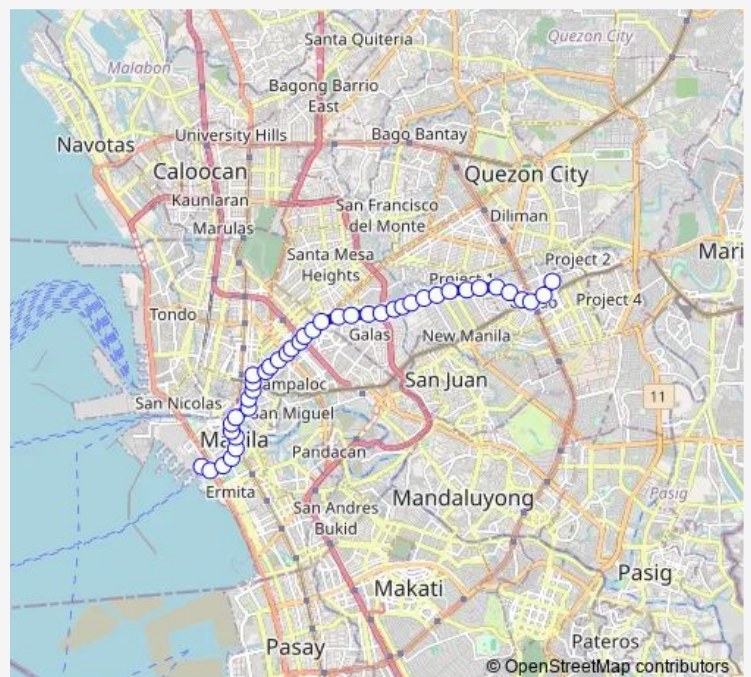 Santa Quiteria
Quezon City
Malabon
Bagong Barrio
East
Navotas
University Hills
Bago Bantay
Caloocan
Quezon City
Kaunlaran
San Francisco
del Monte
Marulas
Diliman
Santa Mesa
Heights
Project 2
Mari
Project 1
Project 4
Tondo
Galas
New Manila
San Juan
Sampaloc
11
San Nicolas
San Miguel
Manila
Pandacan
Ermita
San Andres
Bukid
Mandaluyong
Pasig
Makati
Pasig
Pasay
Pateros
© OpenStreetMap contributors